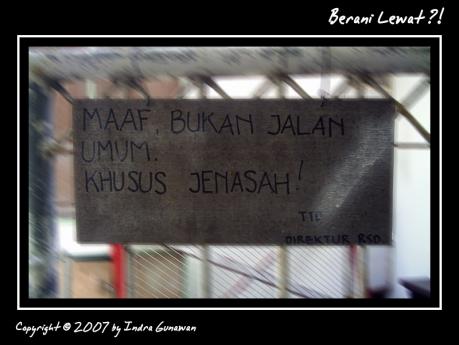 Berani Lewat?!
MAAF, BUKAN JALAN
UMUM.
KHUSUS JENASAH!
TTD
DIREKTUR RSD.
Copyright © 2007 by Indra Gunawan